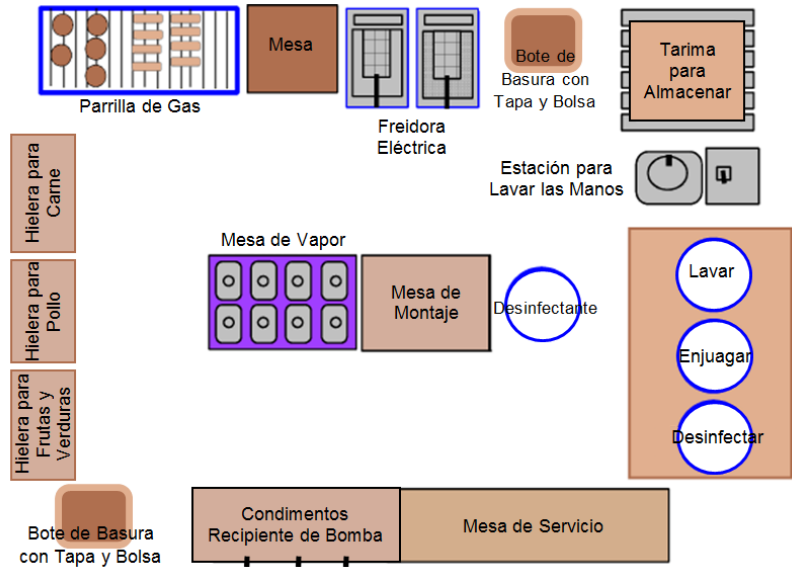 Parrilla de Gas
Mesa
Freidora
Eléctrica
Bote de
Basura con
Tapa y Bolsa
Tarima
para
Almacenar
Estación para
Lavar las Manos
Hielera para
Carne
Hielera para
Pollo
Hielera para
Frutas y
Verduras
Mesa de Vapor
Mesa de
Montaje
Desinfectante
Lavar
Enjuagar
Desinfectar
Bote de Basura
con Tapa y Bolsa
Condimentos
Recipiente de Bomba
Mesa de Servicio